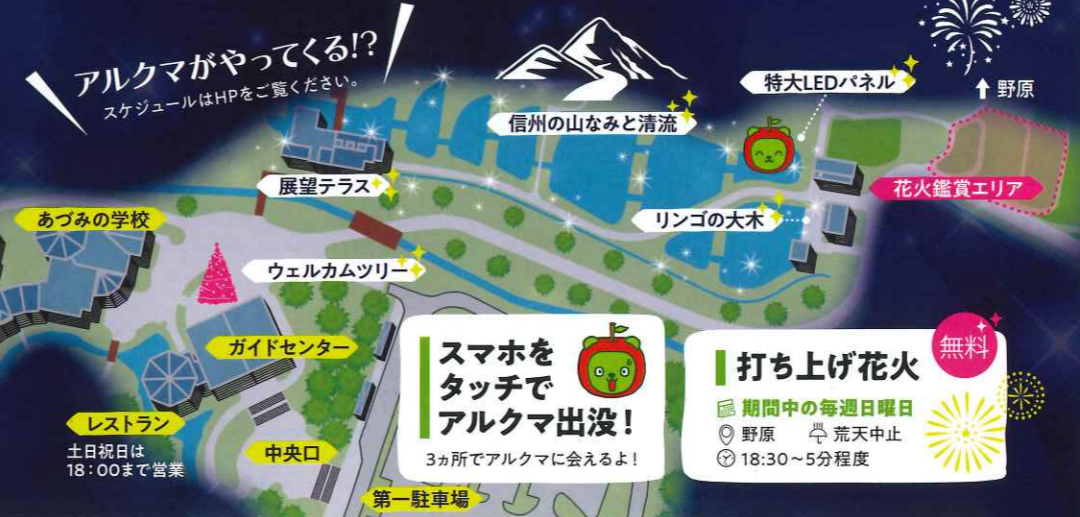 アルクマがやってくる!?
スケジュールはHPをご覧ください。
信州の山なみと清流
特大LEDパネル
野原
展望テラス
花火鑑賞エリア
あづみの学校
リンゴの大木
ウェルカムツリー
ガイドセンター
レストラン
土日祝日は
18:00まで営業
中央口
第一駐車場
スマホを
タッチで
アルクマ出没!
3ヵ所でアルクマに会えるよ!
無料
打ち上げ花火
期間中の毎週日曜日
野原 荒天中止
18:30〜5分程度